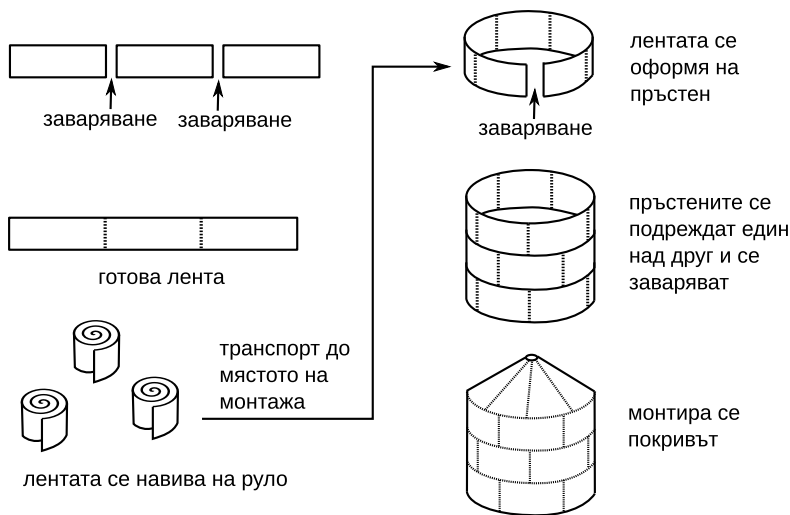 заваряване
заваряване
готова лента
транспорт до
мястото на
монтажа
лентата се навива на руло
лентата се
оформя на
пръстен
заваряване
пръстените се
подреждат един
над друг и се
заваряват
монтира се
покривът